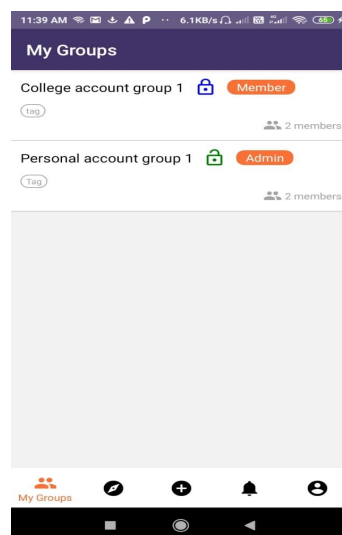 11:39 AM P ·· 6.1KB/s 4G 65
My Groups
College account group 1 Member
tag
2 members
Personal account group 1 Admin
Tag
2 members
My Groups